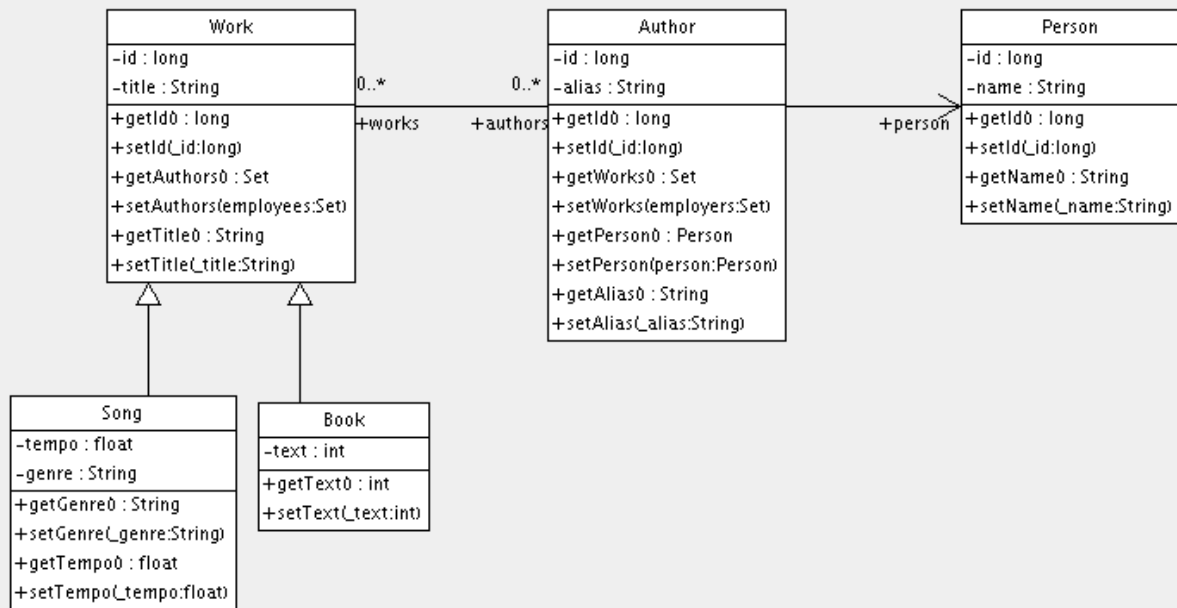 Work
-id : long
-title : String
+getId() : long
+setId(_id:long)
+getAuthors() : Set
+setAuthors(employees:Set)
+getTitle() : String
+setTitle(_title:String)
0..*
0..*
+works
+authors
Author
-id : long
-alias : String
+getId() : long
+setId(_id:long)
+getWorks() : Set
+setWorks(employers:Set)
+getPerson() : Person
+setPerson(person:Person)
+getAlias() : String
+setAlias(_alias:String)
+person
Person
-id : long
-name : String
+getId() : long
+setId(_id:long)
+getName() : String
+setName(_name:String)
Song
-tempo : float
-genre : String
+getGenre() : String
+setGenre(_genre:String)
+getTempo() : float
+setTempo(_tempo:float)
Book
-text : int
+getText() : int
+setText(_text:int)